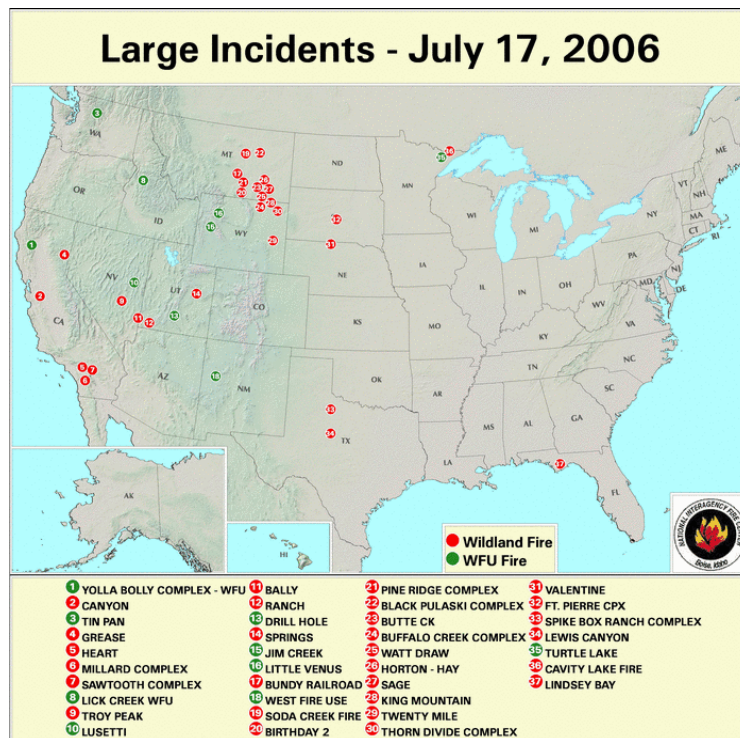 Large Incidents - July 17, 2006
WA
MT
ND
MN
ME
VT
NH
MA
CT
RI
NY
OR
ID
WY
WI
MI
PA
NJ
MD
DE
NV
UT
CO
NE
IA
IL
IN
OH
WV
VA
CA
KS
MO
KY
NC
TN
AZ
NM
OK
AR
SC
MS
AL
GA
TX
LA
FL
AK
HI
Wildland Fire
WFU Fire
NATIONAL INTERAGENCY FIRE CENTER
Boise, Idaho
1 YOLLA BOLLY COMPLEX - WFU
2 CANYON
3 TIN PAN
4 GREASE
5 HEART
6 MILLARD COMPLEX
7 SAWTOOTH COMPLEX
8 LICK CREEK WFU
9 TROY PEAK
10 LUSETTI
11 BALLY
12 RANCH
13 DRILL HOLE
14 SPRINGS
15 JIM CREEK
16 LITTLE VENUS
17 BUNDY RAILROAD
18 WEST FIRE USE
19 SODA CREEK FIRE
20 BIRTHDAY 2
21 PINE RIDGE COMPLEX
22 BLACK PULASKI COMPLEX
23 BUTTE CK
24 BUFFALO CREEK COMPLEX
25 WATT DRAW
26 HORTON - HAY
27 SAGE
28 KING MOUNTAIN
29 TWENTY MILE
30 THORN DIVIDE COMPLEX
31 VALENTINE
32 FT. PIERRE CPX
33 SPIKE BOX RANCH COMPLEX
34 LEWIS CANYON
35 TURTLE LAKE
36 CAVITY LAKE FIRE
37 LINDSEY BAY